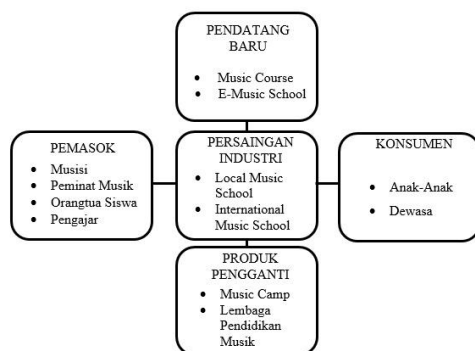 PENDATANG
BARU
• Music Course
• E-Music School
PEMASOK
• Musisi
• Peminat Musik
• Orangtua Siswa
• Pengajar
PERSAINGAN
INDUSTRI
• Local Music
School
• International
Music School
KONSUMEN
• Anak-Anak
• Dewasa
PRODUK
PENGGANTI
• Music Camp
• Lembaga
Pendidikan
Musik